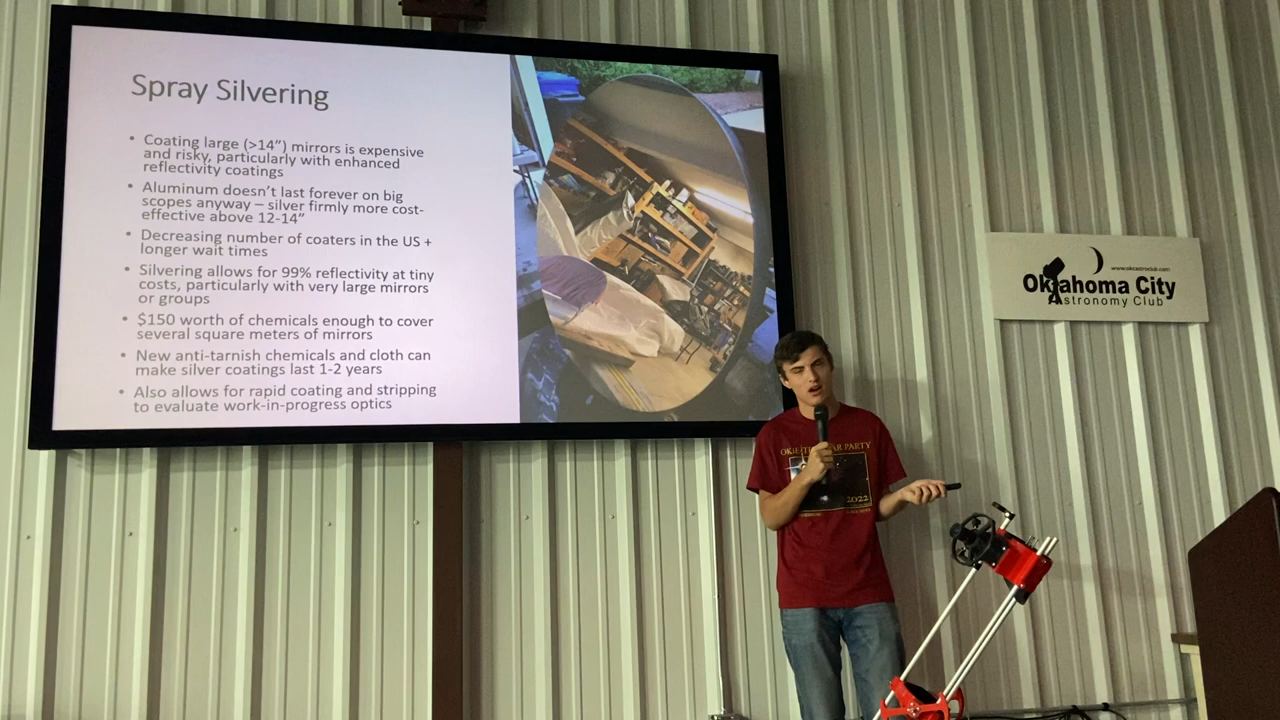 Spray Silvering
• Coating large (>14”) mirrors is expensive
and risky, particularly with enhanced
reflectivity coatings
• Aluminum doesn’t last forever on big
scopes anyway – silver firmly more cost-
effective above 12-14”
• Decreasing number of coaters in the US +
longer wait times
• Silvering allows for 99% reflectivity at tiny
costs, particularly with very large mirrors
or groups
• $150 worth of chemicals enough to cover
several square meters of mirrors
• New anti-tarnish chemicals and cloth can
make silver coatings last 1-2 years
• Also allows for rapid coating and stripping
to evaluate work-in-progress optics
www.okcastroclub.com
Oklahoma City
Astronomy Club
OKIE PARTY
2022